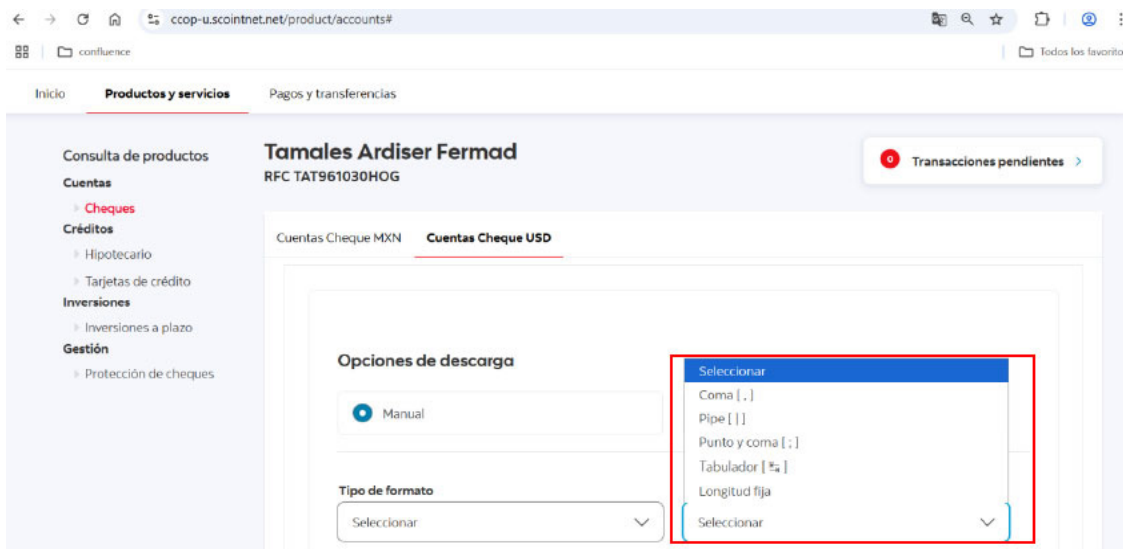 ccop-u.scointnet.net/product/accounts#
confluence
Todos los favorito
Inicio Productos y servicios Pagos y transferencias
Consulta de productos
Cuentas
Cheques
Créditos
Hipotecario
Tarjetas de crédito
Inversiones
Inversiones a plazo
Gestión
Protección de cheques
Tamales Ardiser Fermad
RFC TAT961030HOG
0 Transacciones pendientes >
Cuentas Cheque MXN Cuentas Cheque USD
Opciones de descarga
Manual
Tipo de formato
Seleccionar
Seleccionar
Coma [ , ]
Pipe [ | ]
Punto y coma [ ; ]
Tabulador [ ↹ ]
Longitud fija
Seleccionar